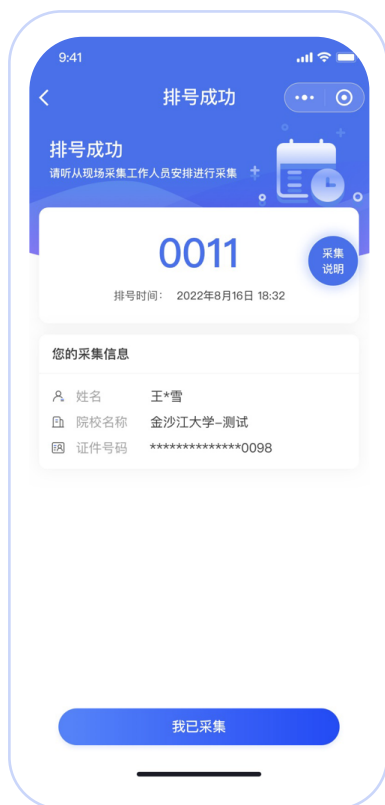 9:41
排号成功
排号成功
请听从现场采集工作人员安排进行采集
0011
采集
说明
排号时间： 2022年8月16日 18:32
您的采集信息
姓名 王*雪
院校名称 金沙江大学–测试
证件号码 **************0098
我已采集